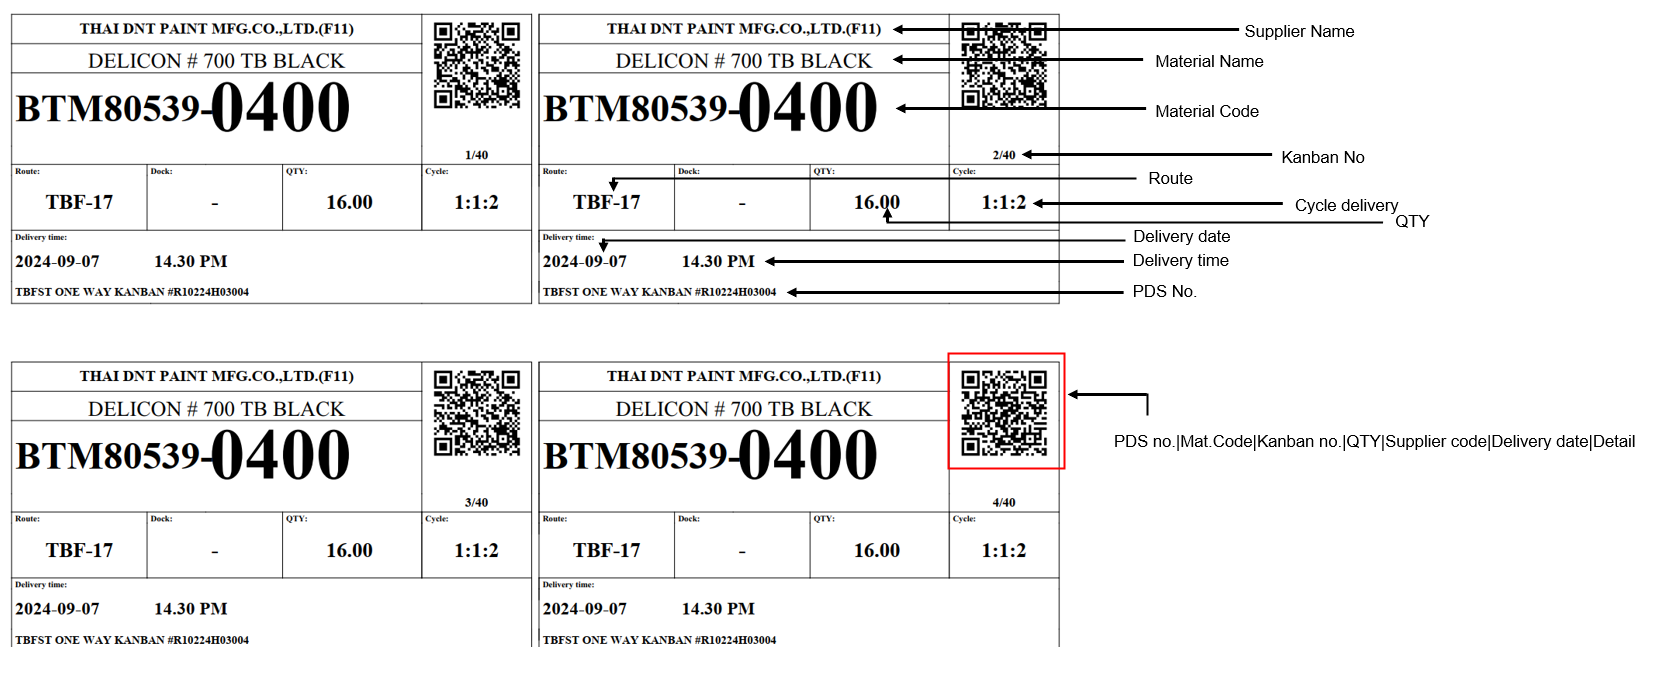 THAI DNT PAINT MFG.CO.,LTD.(F11)
DELICON # 700 TB BLACK
BTM80539-0400
1/40
Route:
Dock:
QTY:
Cycle:
TBF-17
-
16.00
1:1:2
Delivery time:
2024-09-07 14.30 PM
TBFST ONE WAY KANBAN #R10224H03004
THAI DNT PAINT MFG.CO.,LTD.(F11)
DELICON # 700 TB BLACK
BTM80539-0400
2/40
Route:
Dock:
QTY:
Cycle:
TBF-17
-
16.00
1:1:2
Delivery time:
2024-09-07 14.30 PM
TBFST ONE WAY KANBAN #R10224H03004
Supplier Name
Material Name
Material Code
Kanban No
Route
Cycle delivery
QTY
Delivery date
Delivery time
PDS No.
THAI DNT PAINT MFG.CO.,LTD.(F11)
DELICON # 700 TB BLACK
BTM80539-0400
3/40
Route:
Dock:
QTY:
Cycle:
TBF-17
-
16.00
1:1:2
Delivery time:
2024-09-07 14.30 PM
TBFST ONE WAY KANBAN #R10224H03004
THAI DNT PAINT MFG.CO.,LTD.(F11)
DELICON # 700 TB BLACK
BTM80539-0400
4/40
Route:
Dock:
QTY:
Cycle:
TBF-17
-
16.00
1:1:2
Delivery time:
2024-09-07 14.30 PM
TBFST ONE WAY KANBAN #R10224H03004
PDS no.|Mat.Code|Kanban no.|QTY|Supplier code|Delivery date|Detail